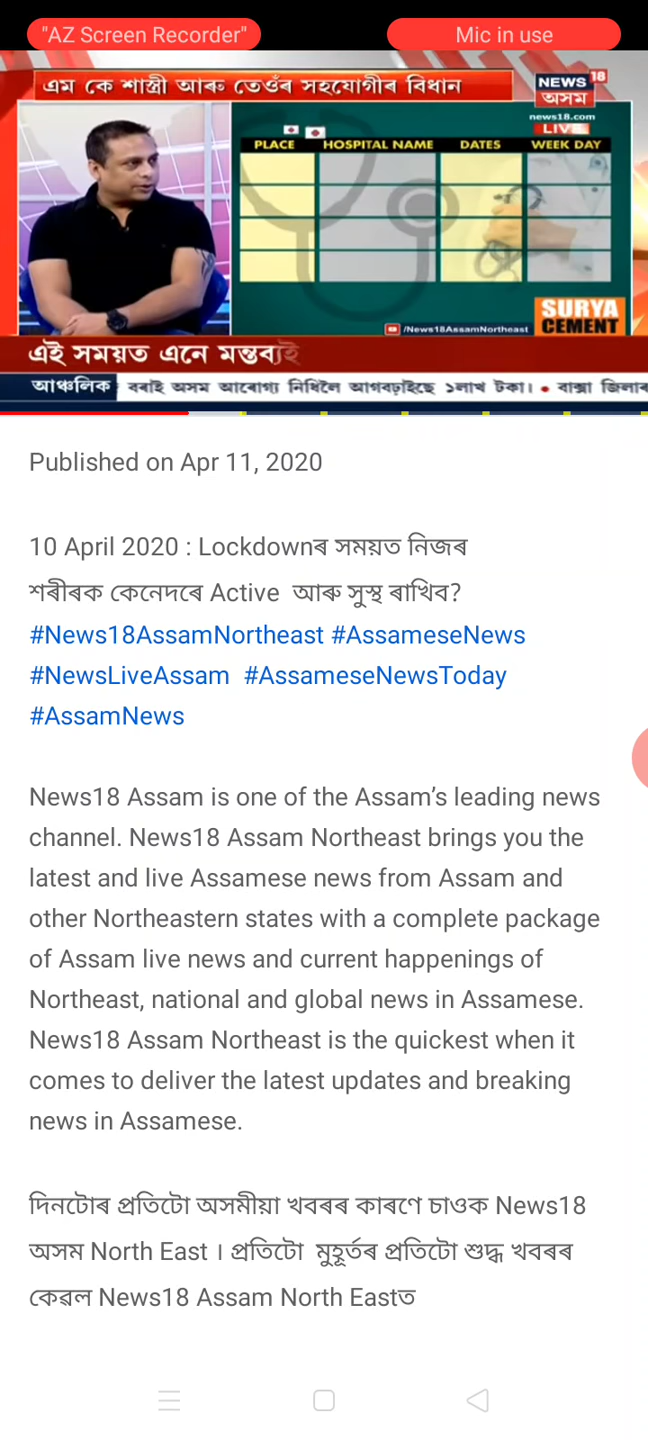 "AZ Screen Recorder" Mic in use
এম কে শাস্ত্ৰী আৰু তেওঁৰ সহযোগীৰ বিধান
NEWS 18
অসম
news18.com
LIVE
PLACE HOSPITAL NAME DATES WEEK DAY
/News18AssamNortheast
SURYA
CEMENT
এই সময়ত এনে মন্তব্যই
আঞ্চলিক বৰাই অসম আৰোগ্য নিধিলৈ আগবঢ়াইছে ১লাখ টকা। • বাক্সা জিলাৰ
Published on Apr 11, 2020
10 April 2020 : Lockdownৰ সময়ত নিজৰ
শৰীৰক কেনেদৰে Active আৰু সুস্থ ৰাখিব?
#News18AssamNortheast #AssameseNews
#NewsLiveAssam #AssameseNewsToday
#AssamNews
News18 Assam is one of the Assam’s leading news
channel. News18 Assam Northeast brings you the
latest and live Assamese news from Assam and
other Northeastern states with a complete package
of Assam live news and current happenings of
Northeast, national and global news in Assamese.
News18 Assam Northeast is the quickest when it
comes to deliver the latest updates and breaking
news in Assamese.
দিনটোৰ প্ৰতিটো অসমীয়া খবৰৰ কাৰণে চাওক News18
অসম North East । প্ৰতিটো মুহূৰ্তৰ প্ৰতিটো শুদ্ধ খবৰৰ
কেৱল News18 Assam North Eastত